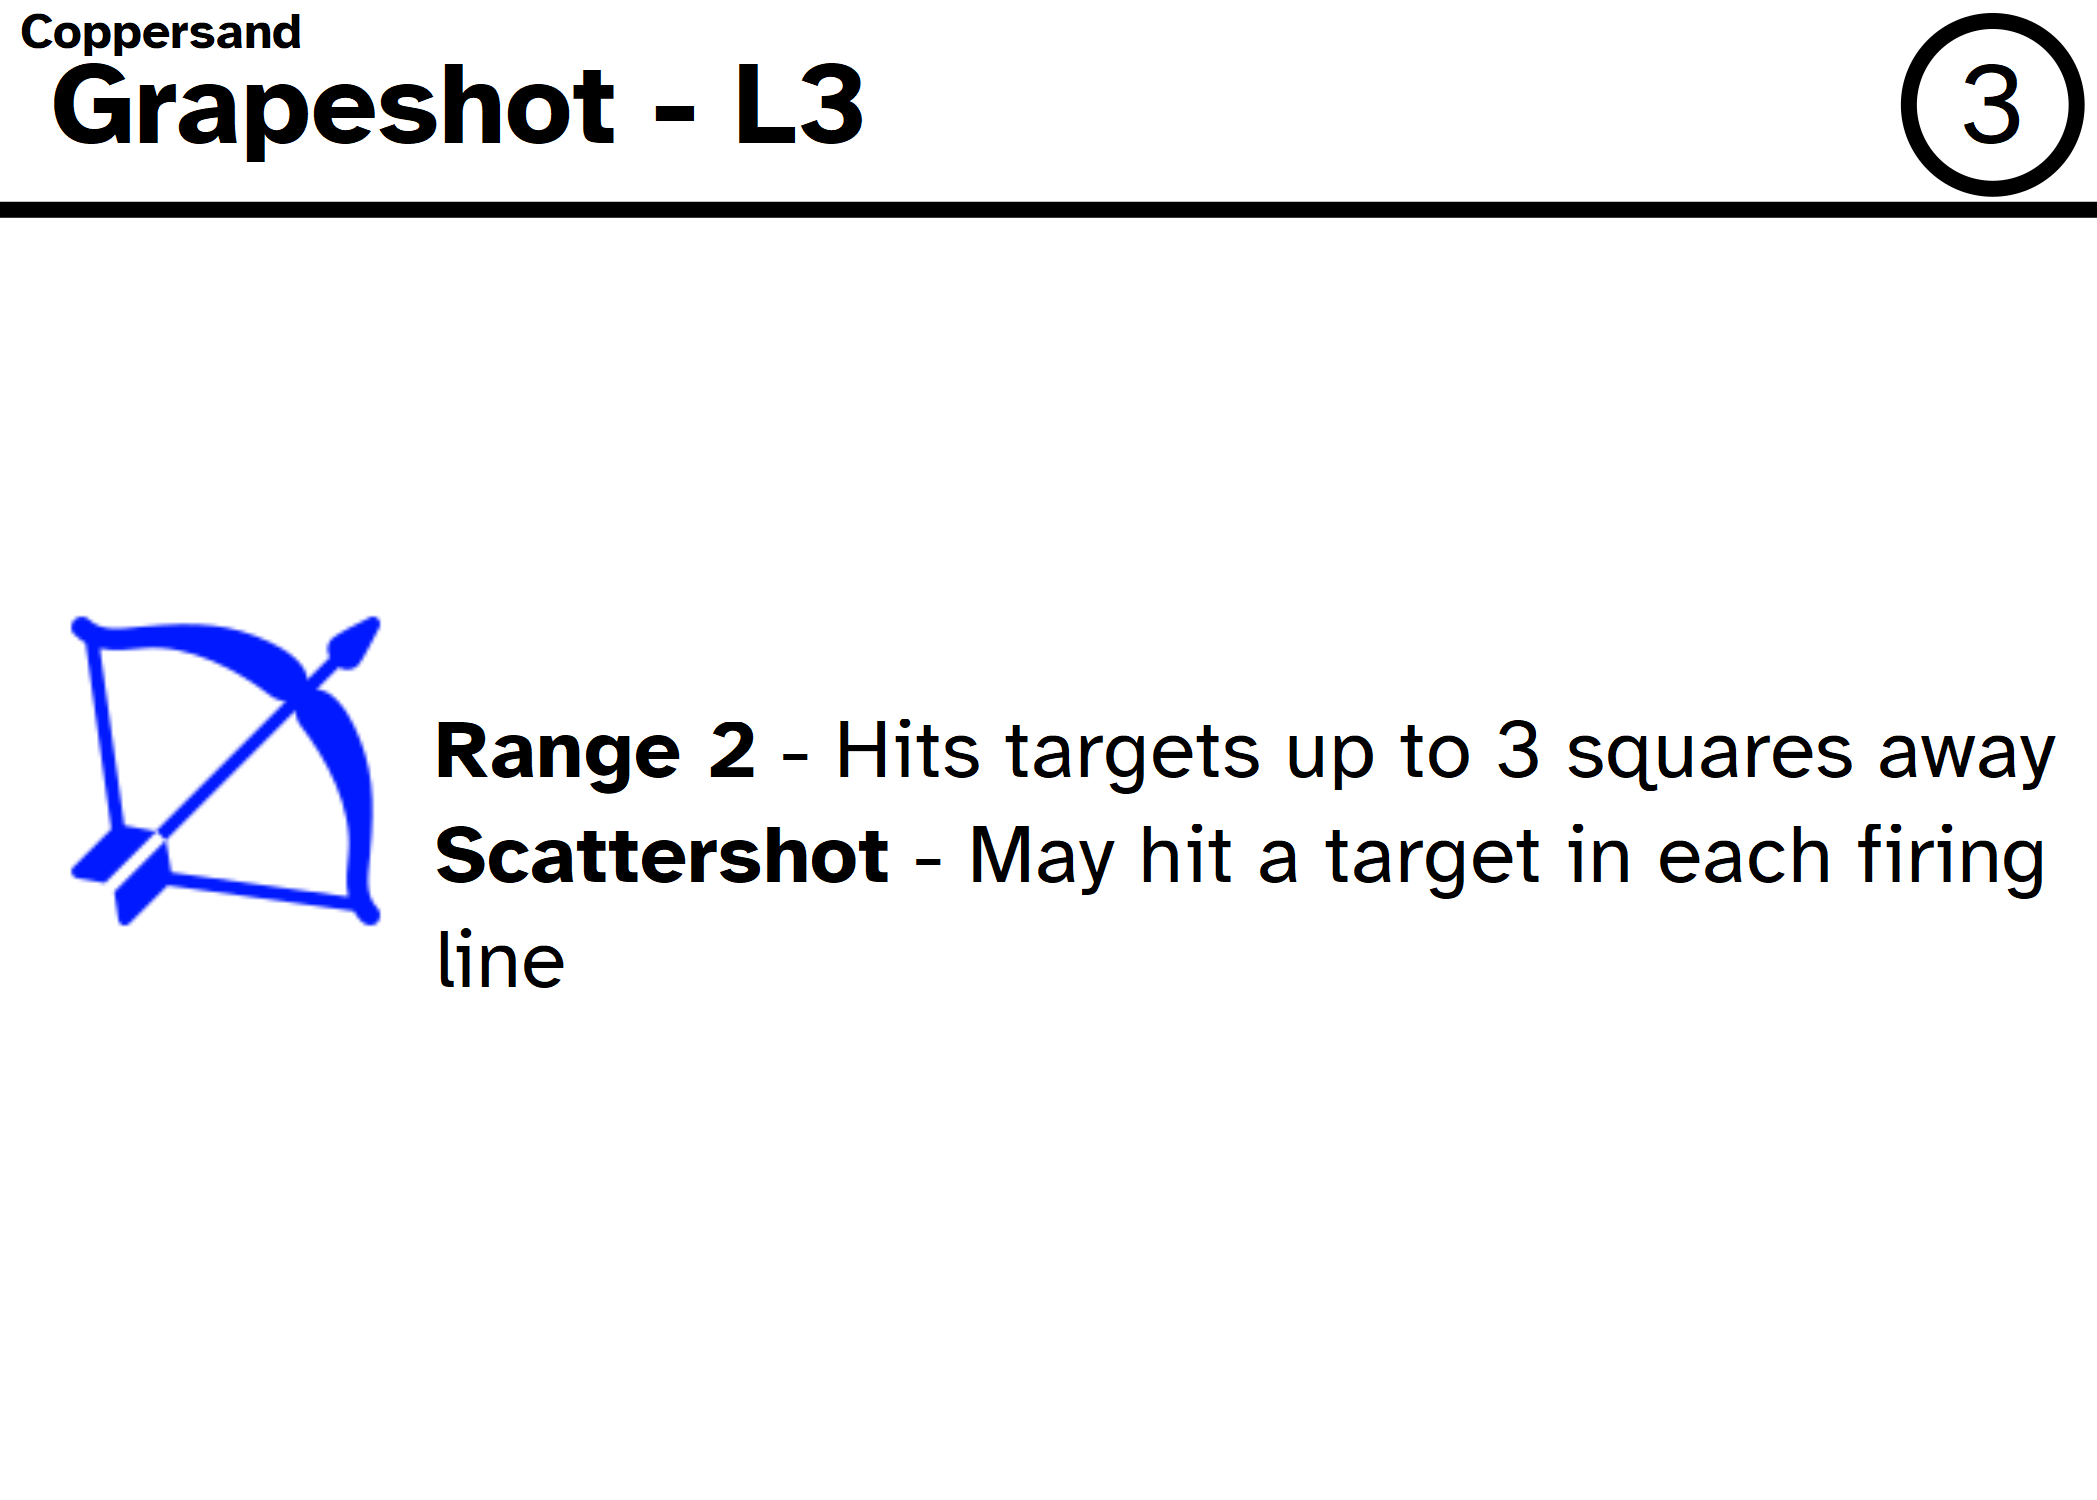 Coppersand
Grapeshot - L3
3
Range 2 - Hits targets up to 3 squares away
Scattershot - May hit a target in each firing
line